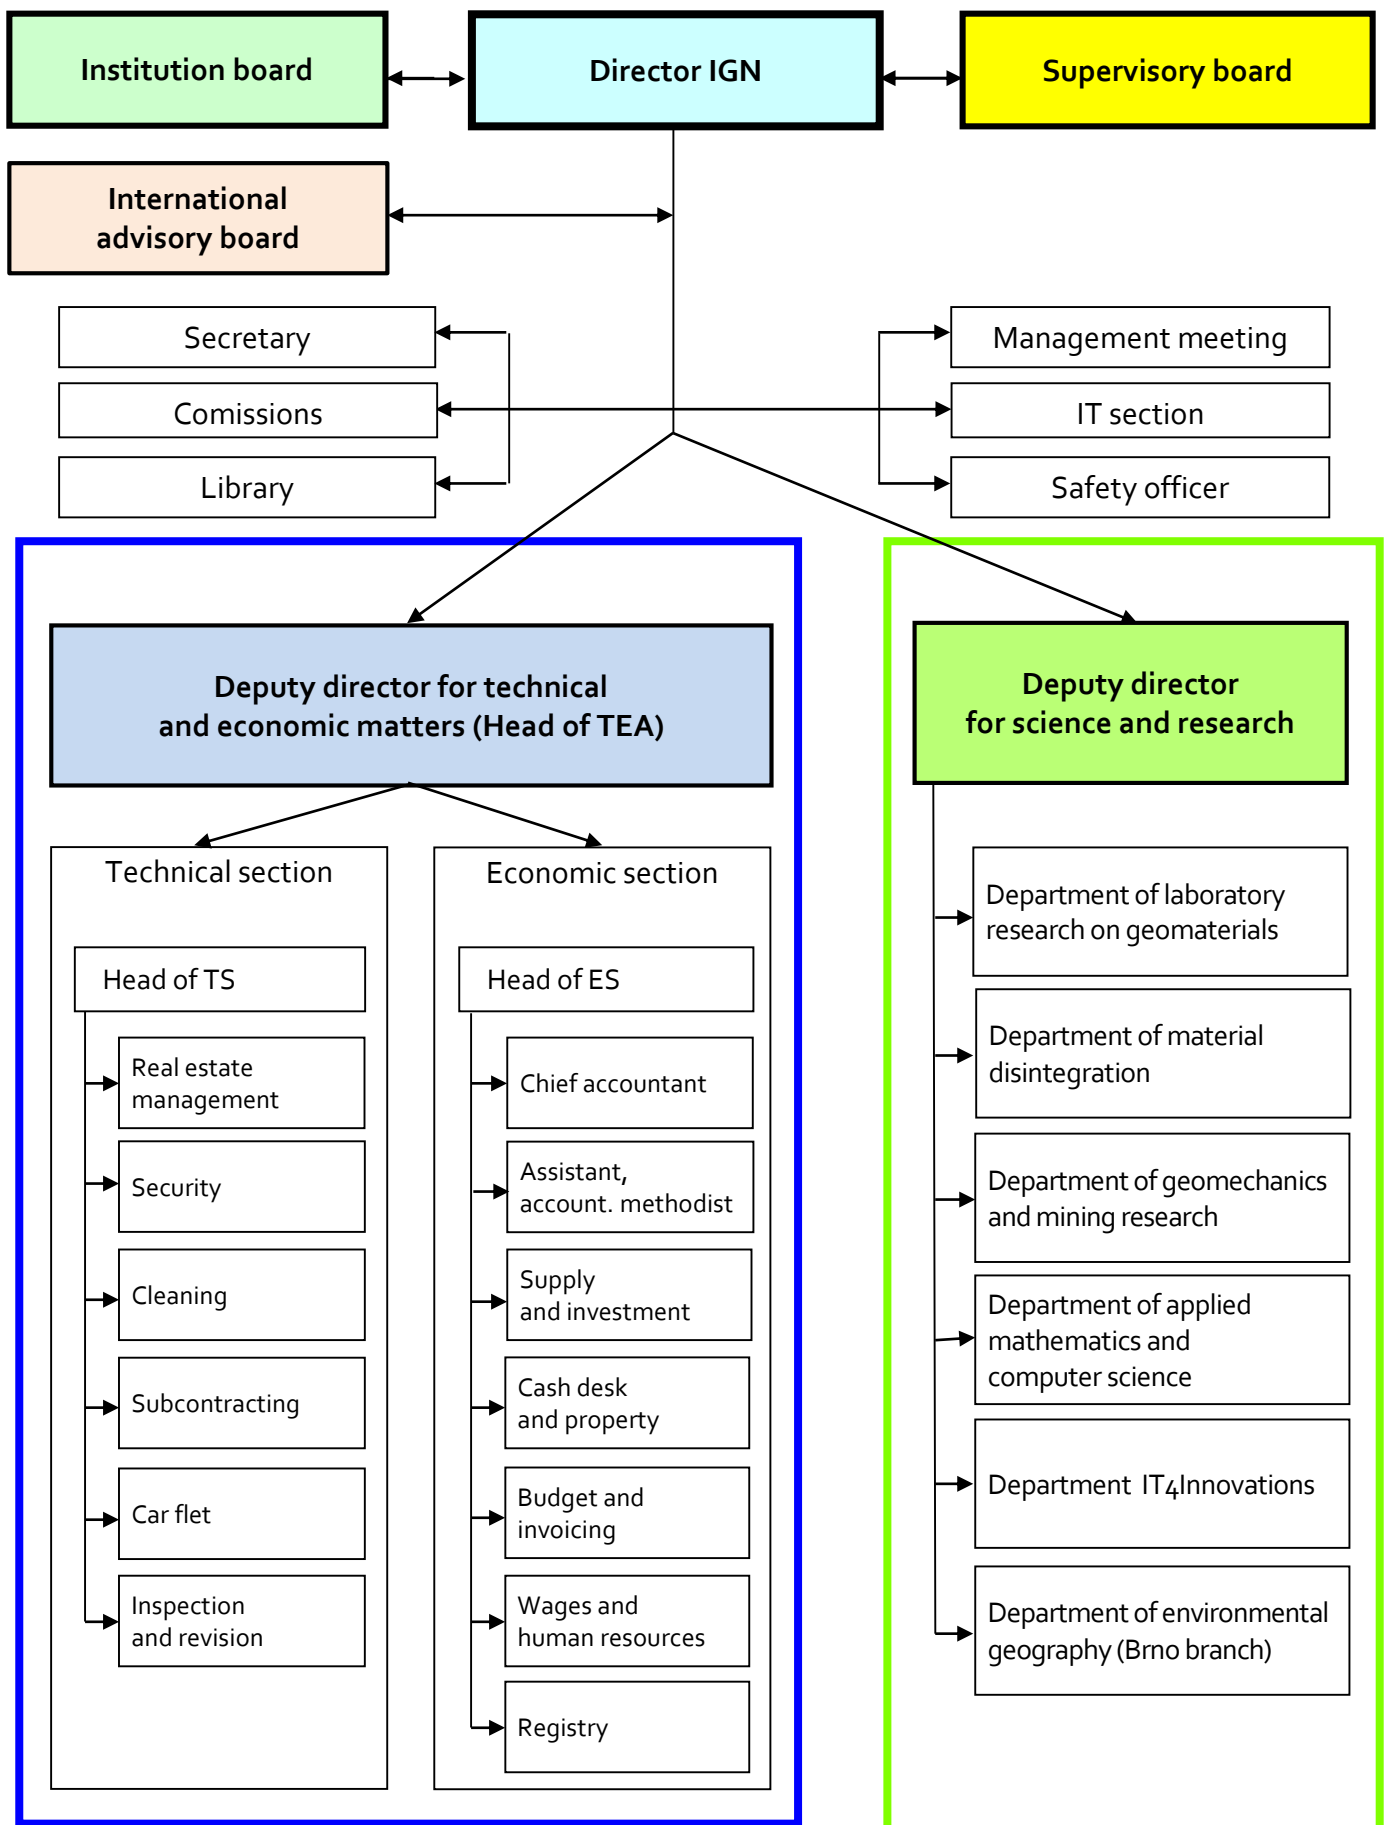 Institution board
Director IGN
Supervisory board
International
advisory board
Secretary
Management meeting
Comissions
IT section
Library
Safety officer
Deputy director for technical
and economic matters (Head of TEA)
Deputy director
for science and research
Technical section
Head of TS
Real estate
management
Security
Cleaning
Subcontracting
Car flet
Inspection
and revision
Economic section
Head of ES
Chief accountant
Assistant,
account. methodist
Supply
and investment
Cash desk
and property
Budget and
invoicing
Wages and
human resources
Registry
Department of laboratory
research on geomaterials
Department of material
disintegration
Department of geomechanics
and mining research
Department of applied
mathematics and
computer science
Department IT4Innovations
Department of environmental
geography (Brno branch)